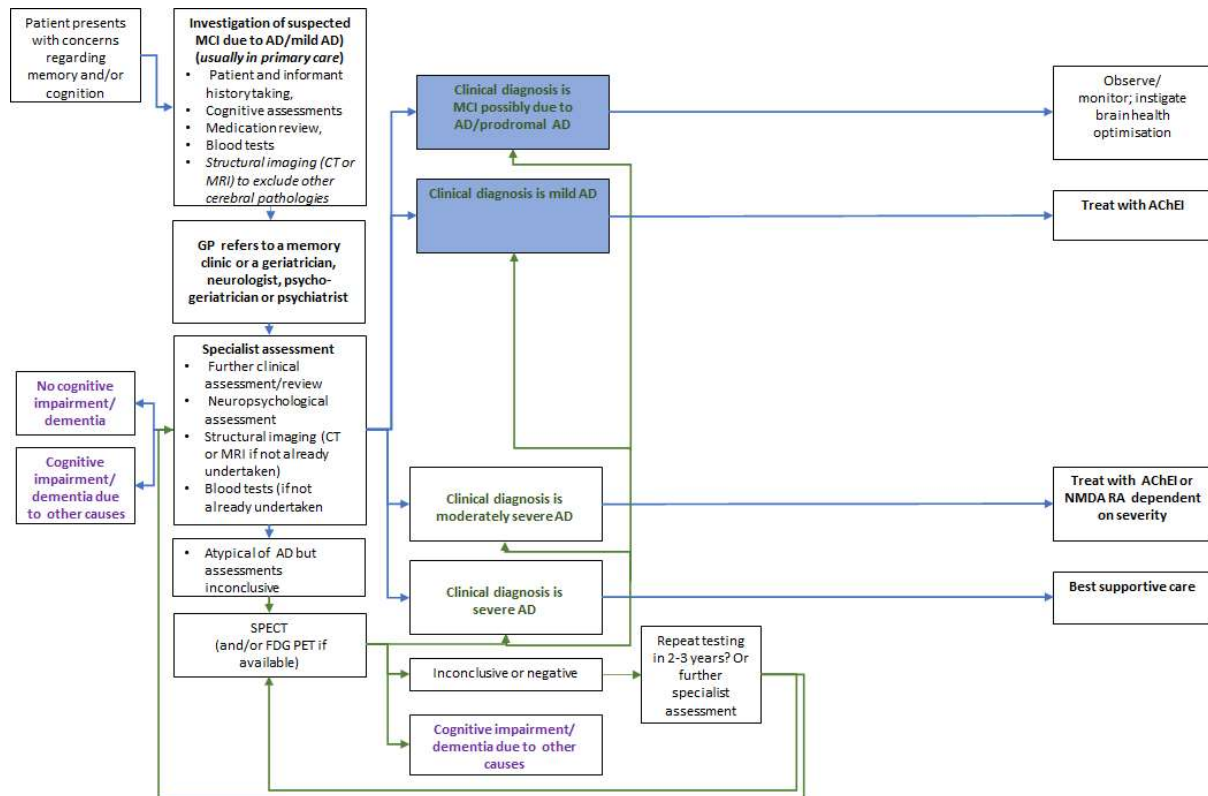 Patient presents
with concerns
regarding
memory and/or
cognition
Investigation of suspected
MCI due to AD/mild AD)
(usually in primary care)
• Patient and informant
history taking,
• Cognitive assessments
• Medication review,
• Blood tests
• Structural imaging (CT or
MRI) to exclude other
cerebral pathologies
GP refers to a memory
clinic or a geriatrician,
neurologist, psycho-
geriatrician or psychiatrist
Specialist assessment
• Further clinical
assessment/review
• Neuropsychological
assessment
• Structural imaging (CT
or MRI if not already
undertaken)
• Blood tests (if not
already undertaken
No cognitive
impairment/
dementia
Cognitive
impairment/
dementia due
to other causes
• Atypical of AD but
assessments
inconclusive
SPECT
(and/or FDG PET if
available)
Clinical diagnosis is
MCI possibly due to
AD/prodromal AD
Observe/
monitor; instigate
brain health
optimisation
Clinical diagnosis is mild AD
Treat with AChEI
Clinical diagnosis is
moderately severe AD
Treat with AChEI or
NMDA RA dependent
on severity
Clinical diagnosis is
severe AD
Best supportive care
Inconclusive or negative
Repeat testing
in 2-3 years? Or
further
specialist
assessment
Cognitive impairment/
dementia due to other
causes